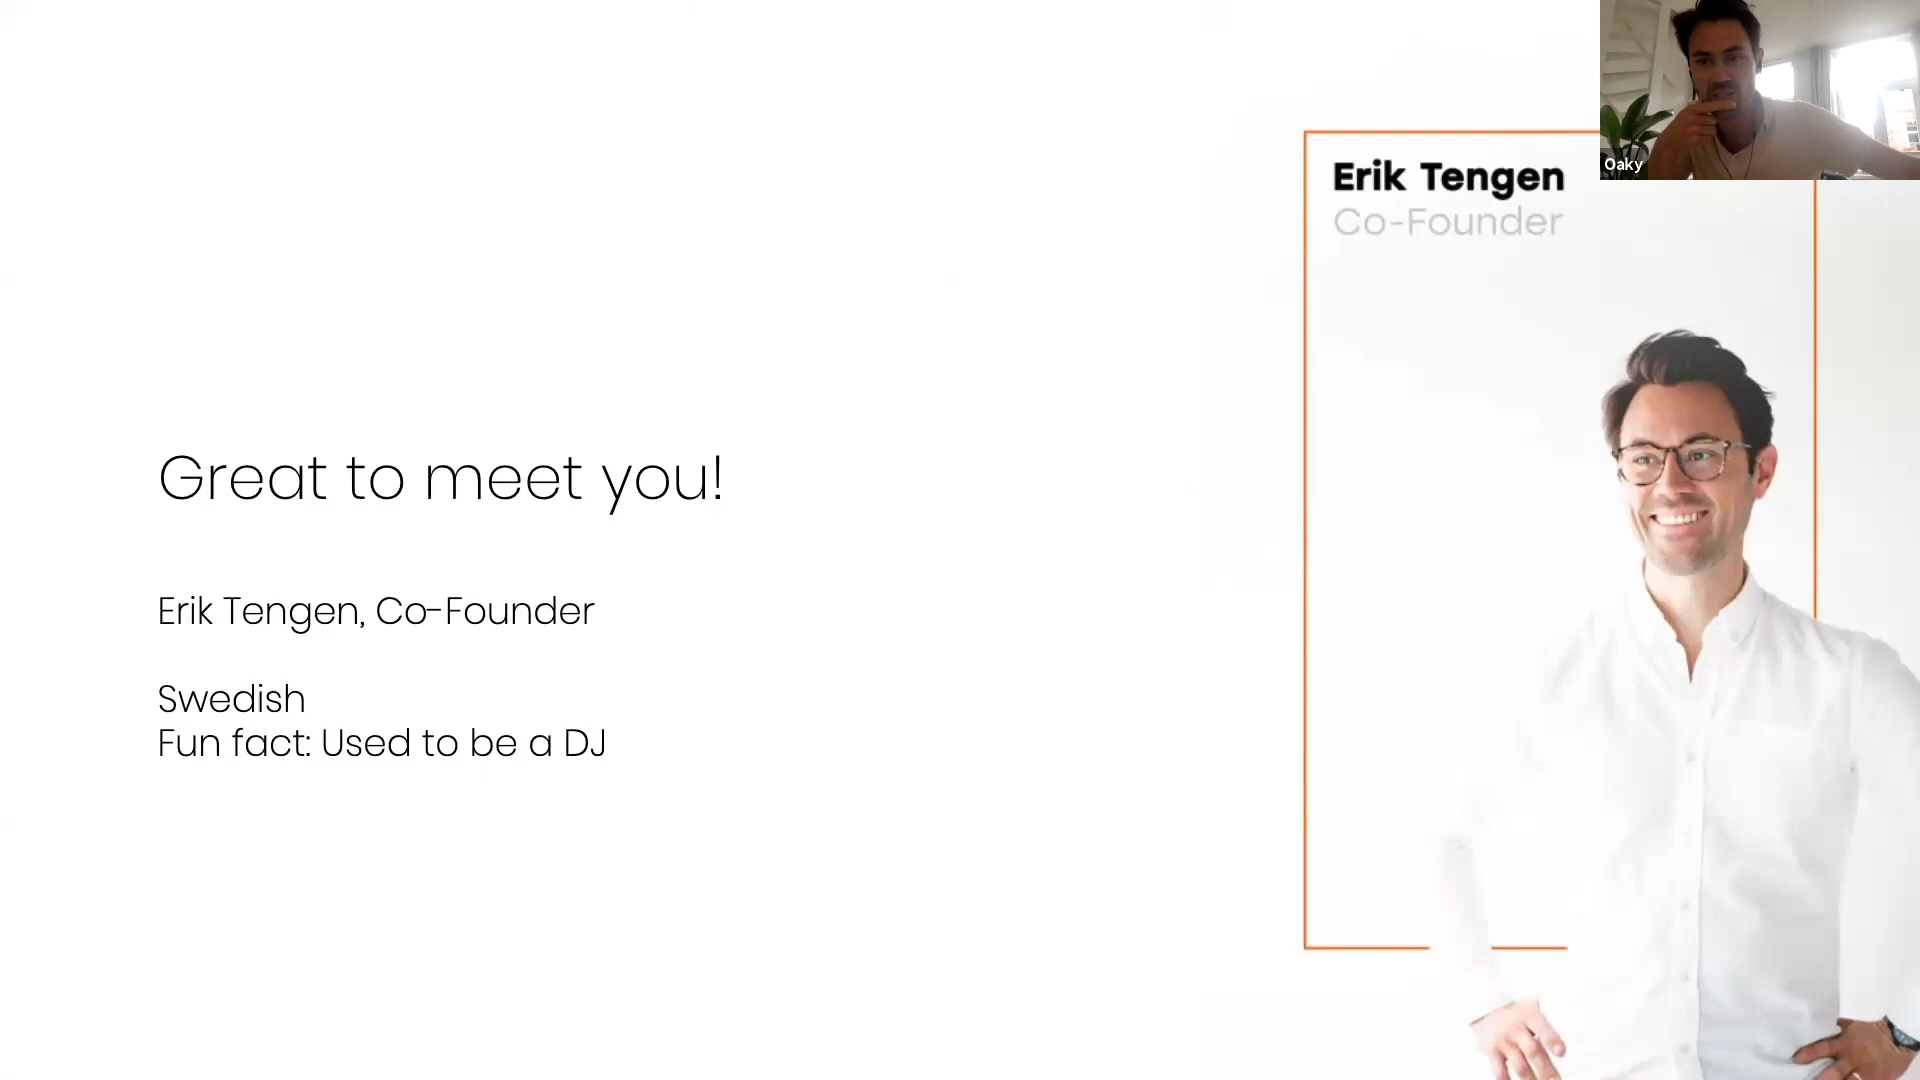 Great to meet you!
Erik Tengen, Co-Founder
Swedish
Fun fact: Used to be a DJ
Erik Tengen
Co-Founder
Oaky